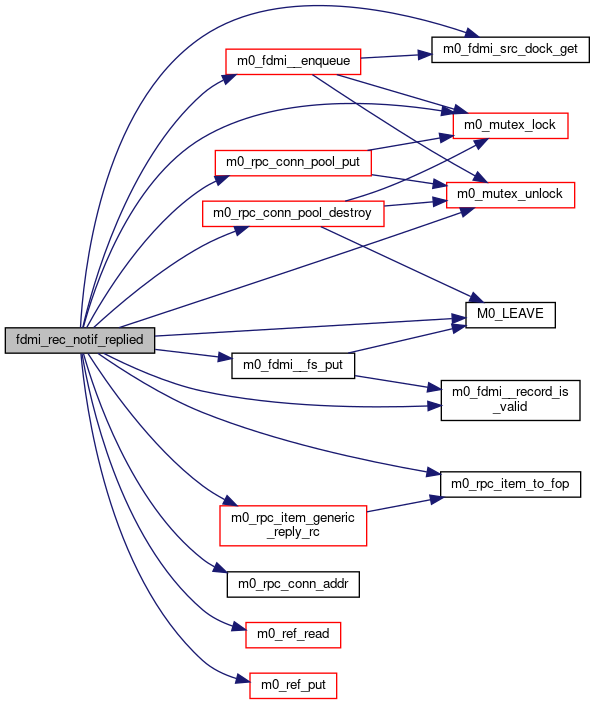 m0_fdmi_src_dock_get
m0_fdmi__enqueue
m0_mutex_lock
m0_rpc_conn_pool_put
m0_mutex_unlock
m0_rpc_conn_pool_destroy
M0_LEAVE
fdmi_rec_notif_replied
m0_fdmi__fs_put
m0_fdmi__record_is
_valid
m0_rpc_item_to_fop
m0_rpc_item_generic
_reply_rc
m0_rpc_conn_addr
m0_ref_read
m0_ref_put